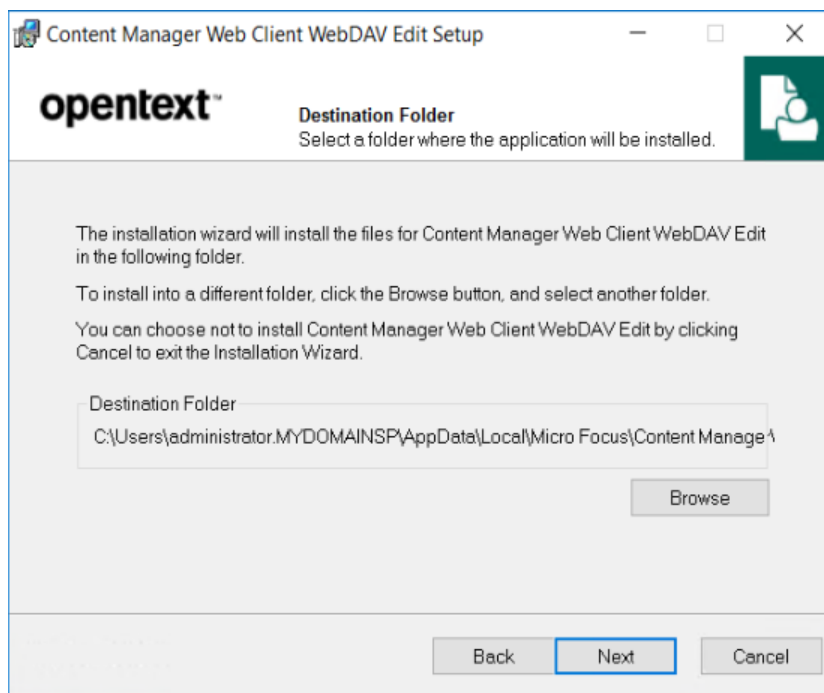 Content Manager Web Client WebDAV Edit Setup
opentext™
Destination Folder
Select a folder where the application will be installed.
The installation wizard will install the files for Content Manager Web Client WebDAV Edit
in the following folder.
To install into a different folder, click the Browse button, and select another folder.
You can choose not to install Content Manager Web Client WebDAV Edit by clicking
Cancel to exit the Installation Wizard.
Destination Folder
C:\Users\administrator.MYDOMAINSP\AppData\Local\Micro Focus\Content Manage
Browse
Back
Next
Cancel